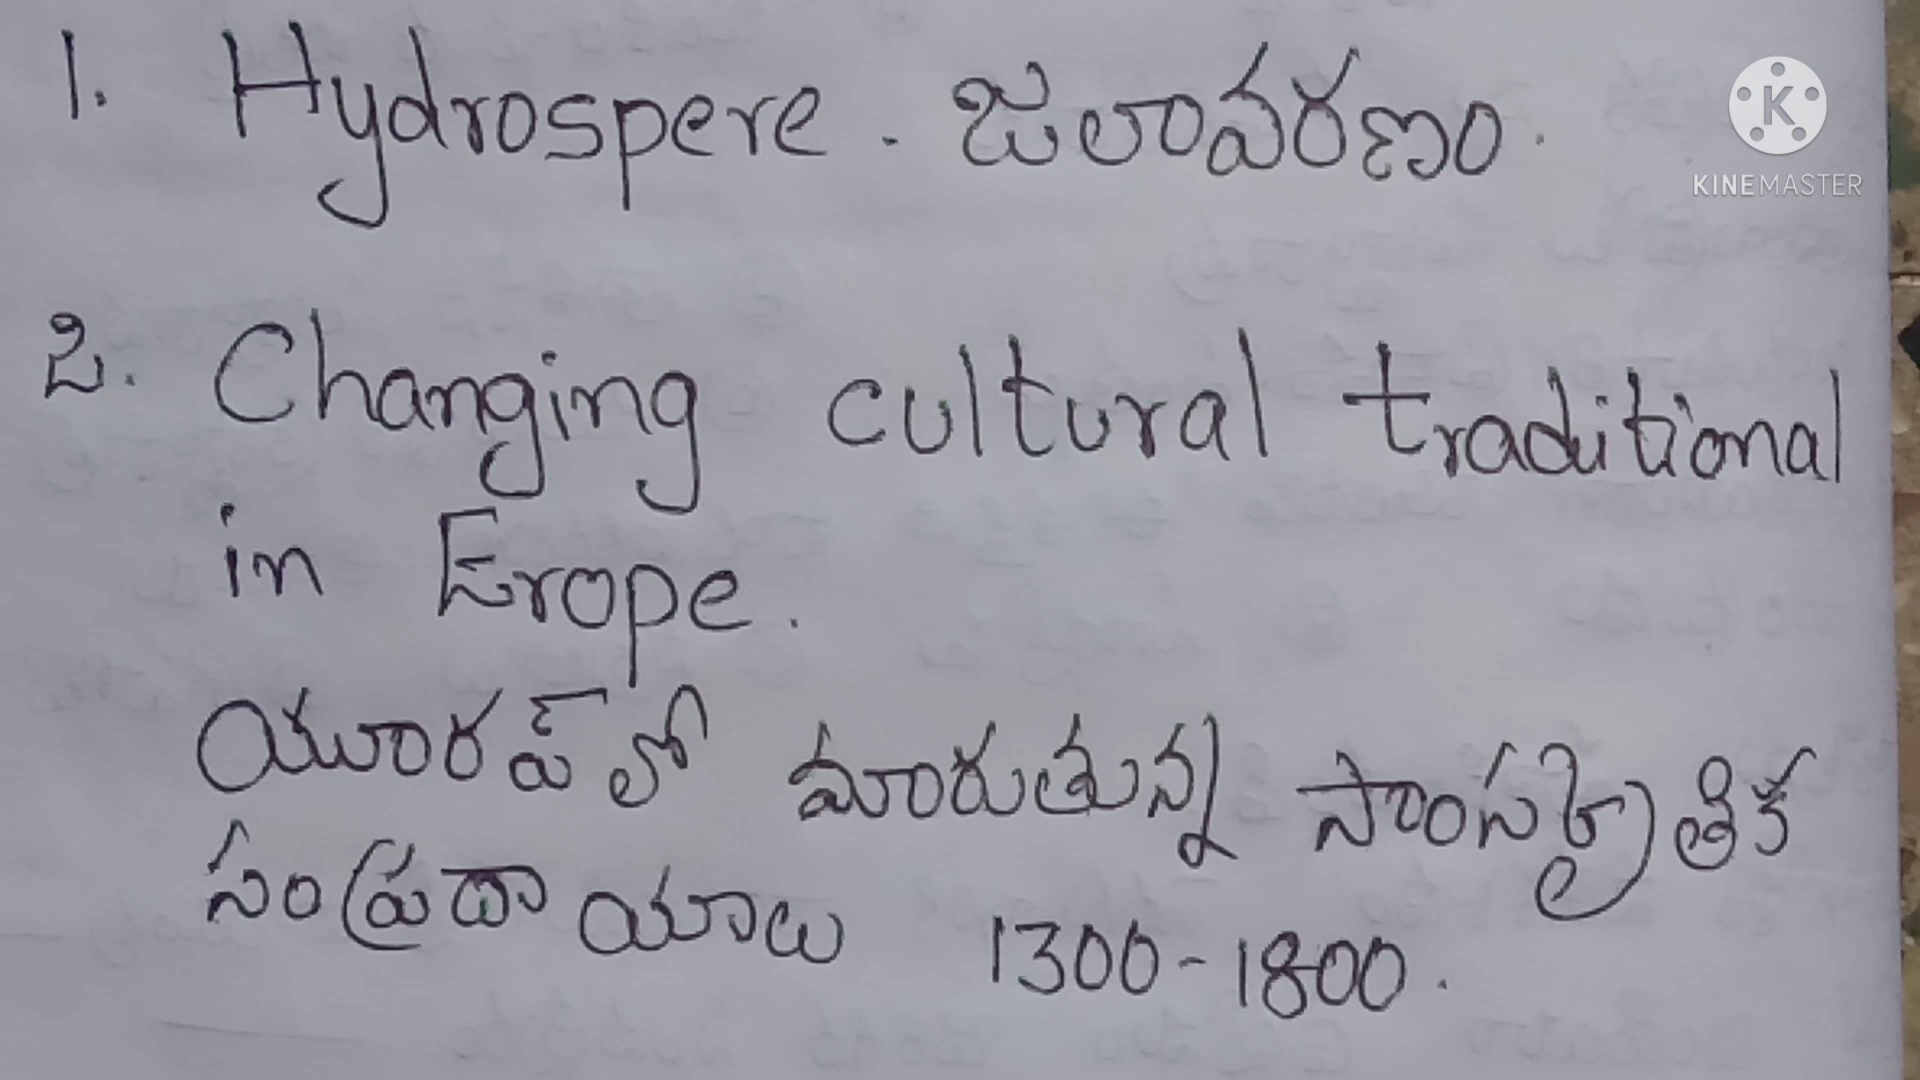 1. Hydrospere. జలావరణం.
K
KINEMASTER
2. Changing cultural traditional
in Erope.
యూరప్ లో మారుతున్న సాంస్కృతిక
సంప్రదాయాలు 1300-1800.